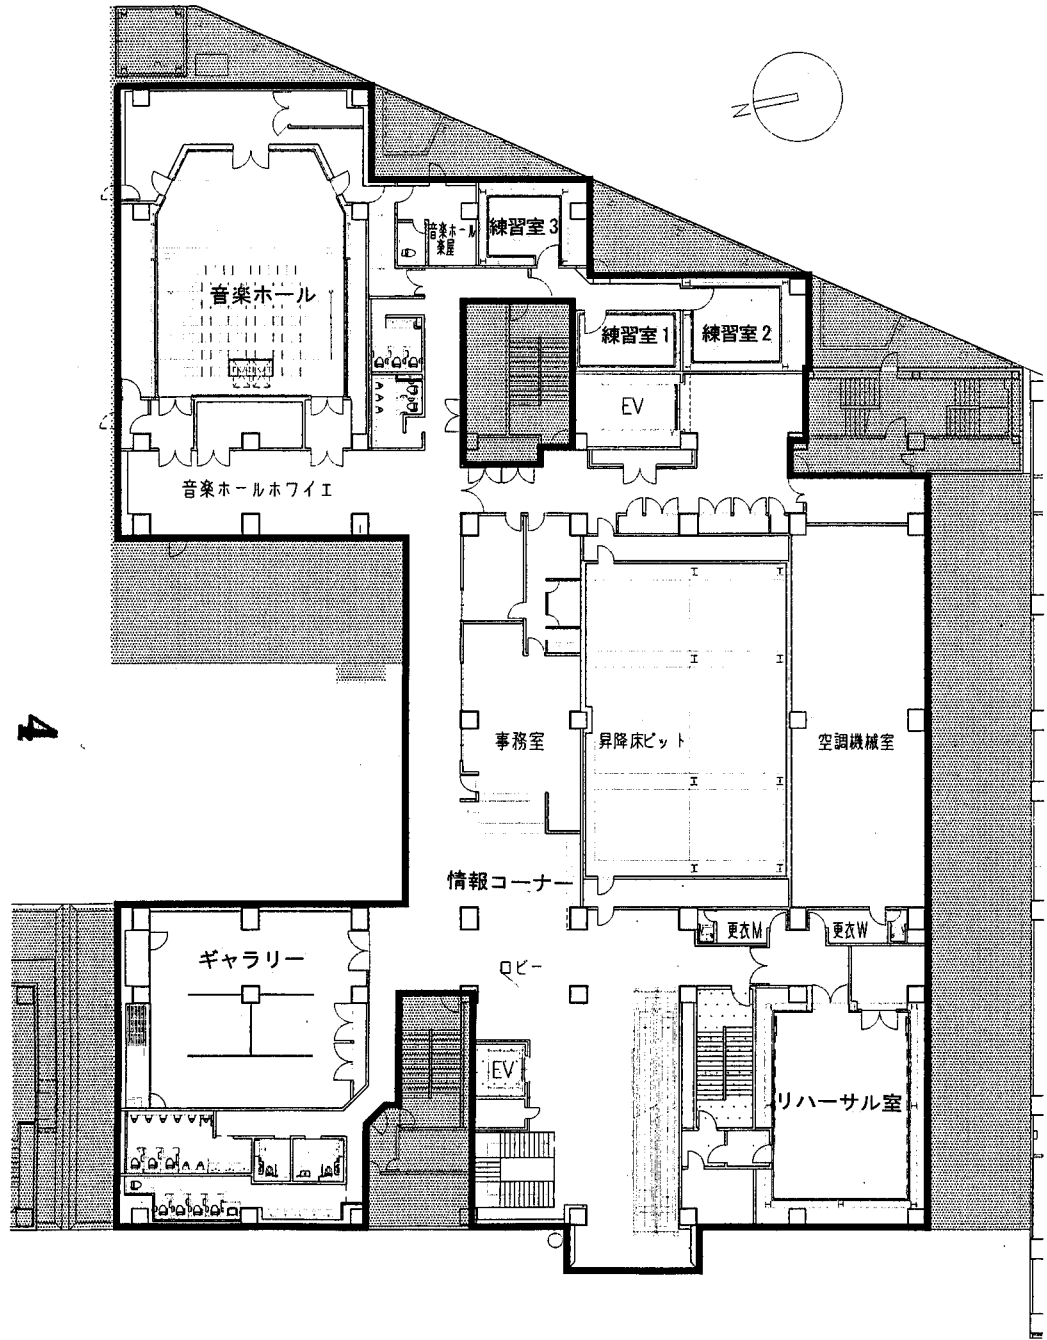 N
音楽ホール
楽屋
練習室3
音楽ホール
練習室1
練習室2
EV
音楽ホールホワイエ
4
事務室
昇降床ピット
空調機械室
情報コーナー
更衣M
更衣W
ギャラリー
ロビー
EV
リハーサル室